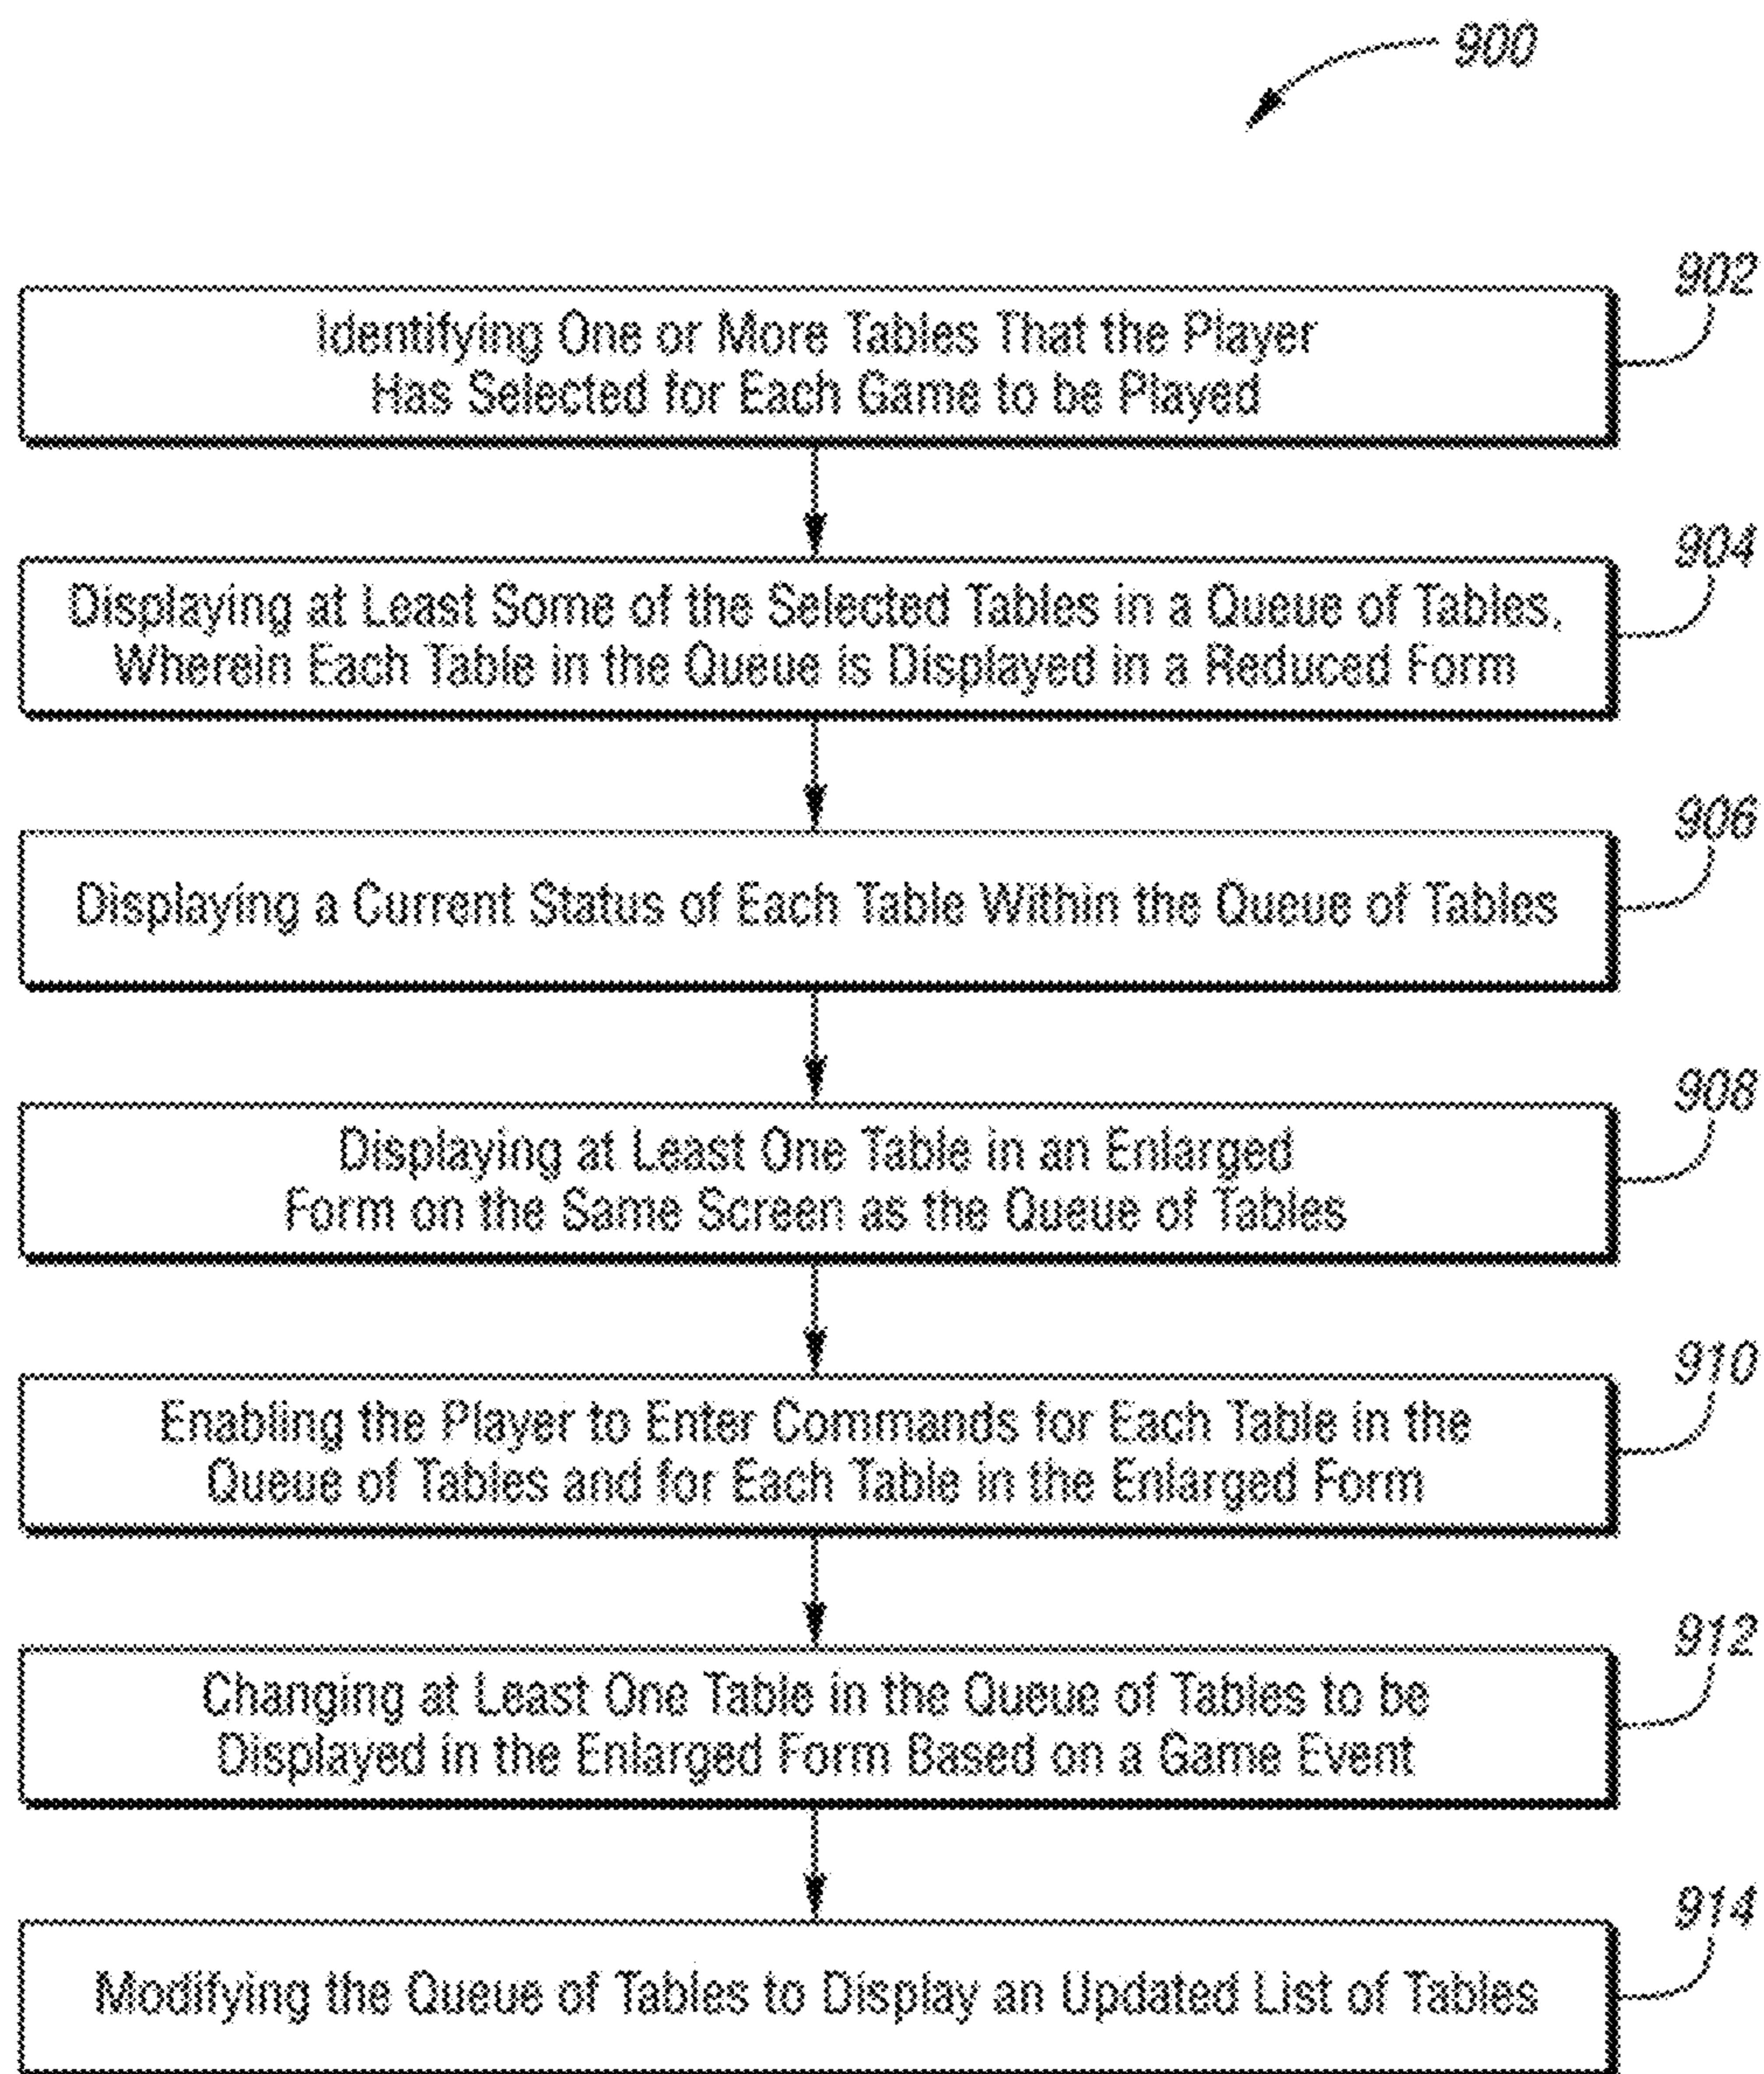 900
902
Identifying One or More Tables That the Player
Has Selected for Each Game to be Played
904
Displaying at Least Some of the Selected Tables in a Queue of Tables,
Wherein Each Table in the Queue is Displayed in a Reduced Form
906
Displaying a Current Status of Each Table Within the Queue of Tables
908
Displaying at Least One Table in an Enlarged
Form on the Same Screen as the Queue of Tables
910
Enabling the Player to Enter Commands for Each Table in the
Queue of Tables and for Each Table in the Enlarged Form
912
Changing at Least One Table in the Queue of Tables to be
Displayed in the Enlarged Form Based on a Game Event
914
Modifying the Queue of Tables to Display an Updated List of Tables